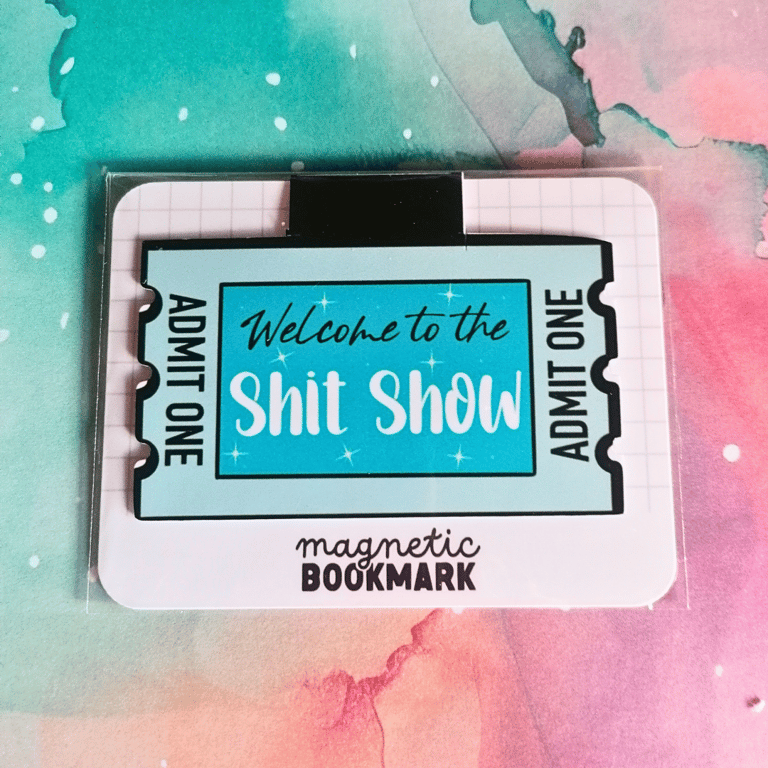 ADMIT ONE
Welcome to the
Shit Show
ADMIT ONE
magnetic
BOOKMARK